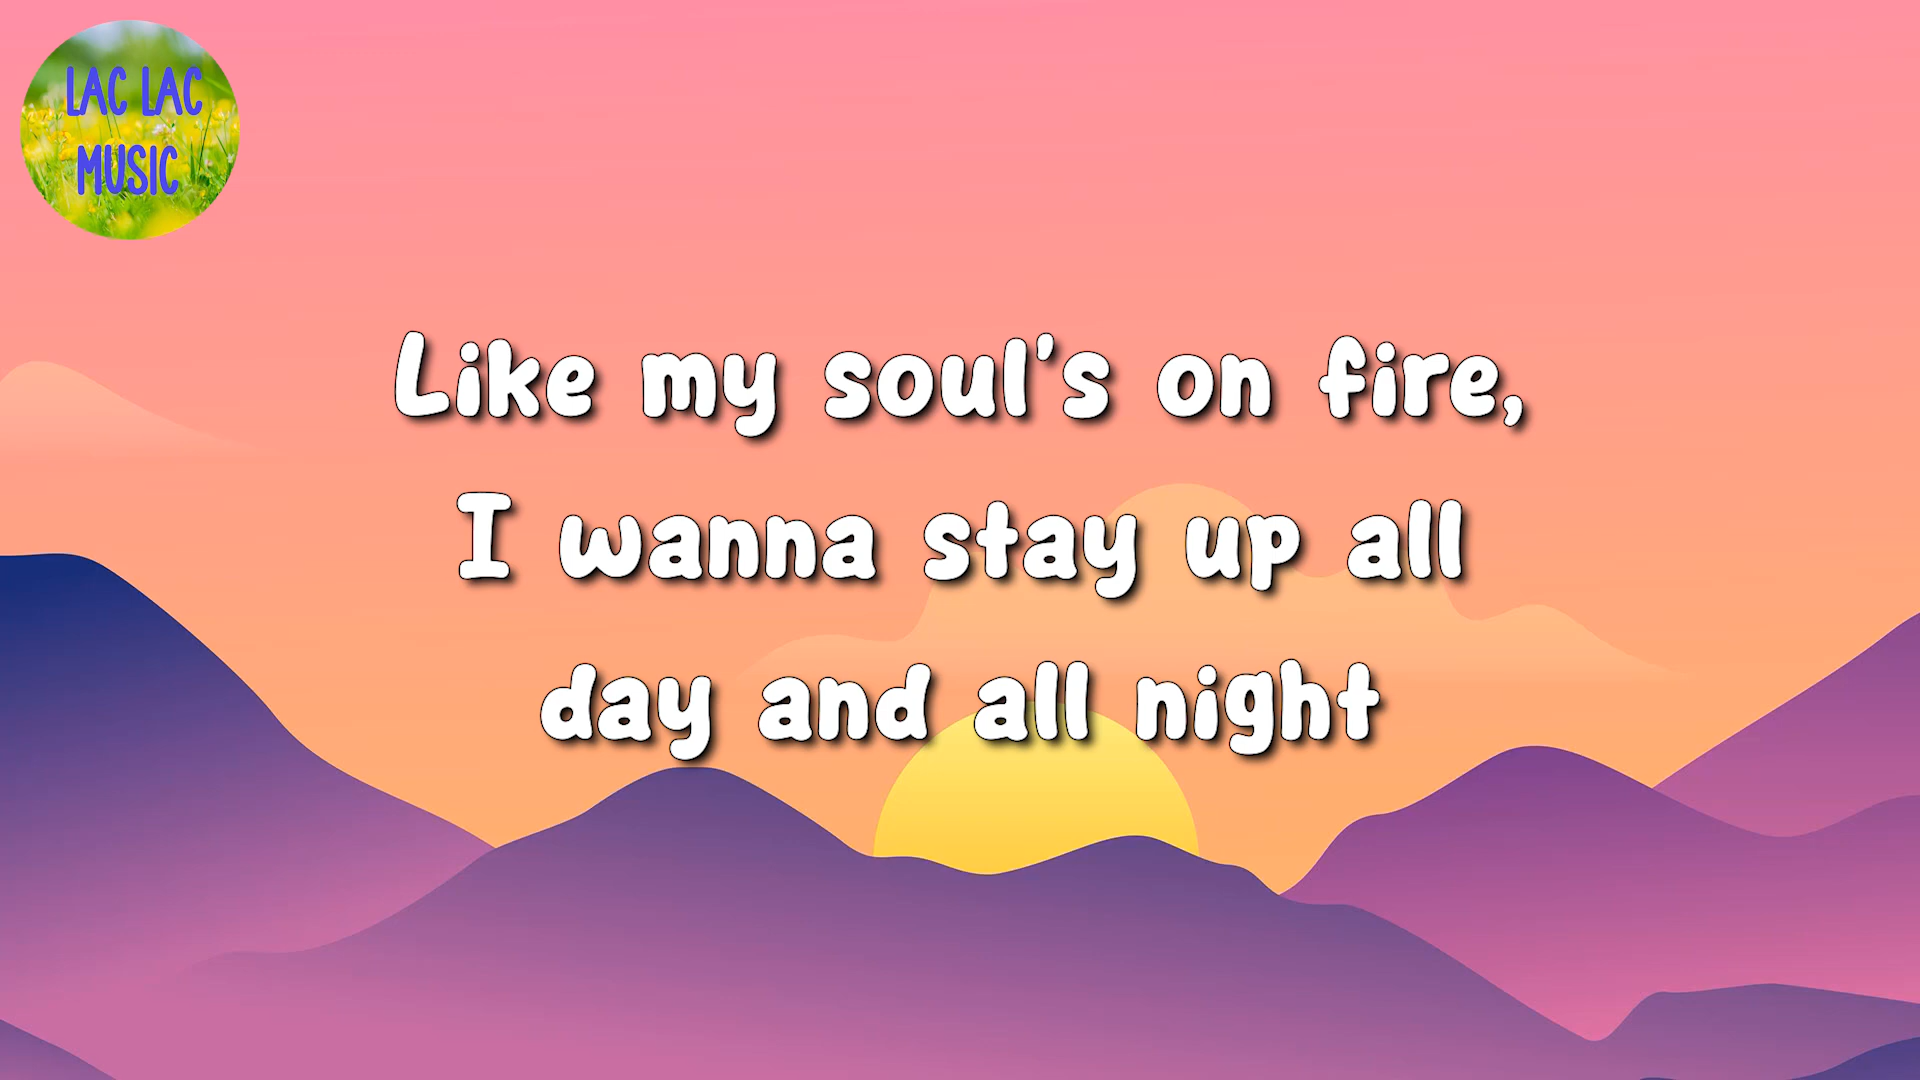 LAC LAC
MUSIC
Like my soul's on fire,
I wanna stay up all
day and all night